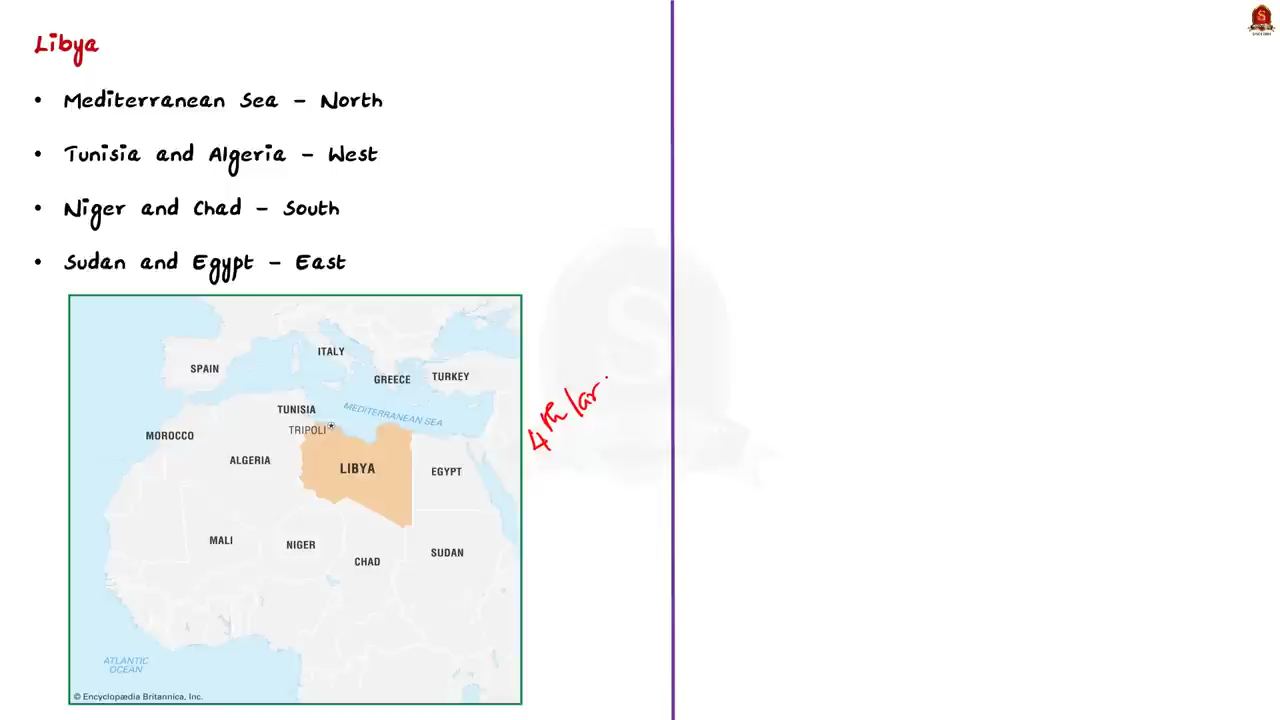 Libya
• Mediterranean Sea - North
• Tunisia and Algeria - West
• Niger and Chad - South
• Sudan and Egypt - East
ITALY
SPAIN
GREECE
TURKEY
TUNISIA
MEDITERRANEAN SEA
TRIPOLI
MOROCCO
ALGERIA
LIBYA
EGYPT
MALI
NIGER
CHAD
SUDAN
ATLANTIC
OCEAN
© Encyclopædia Britannica, Inc.
4th lar
S
S